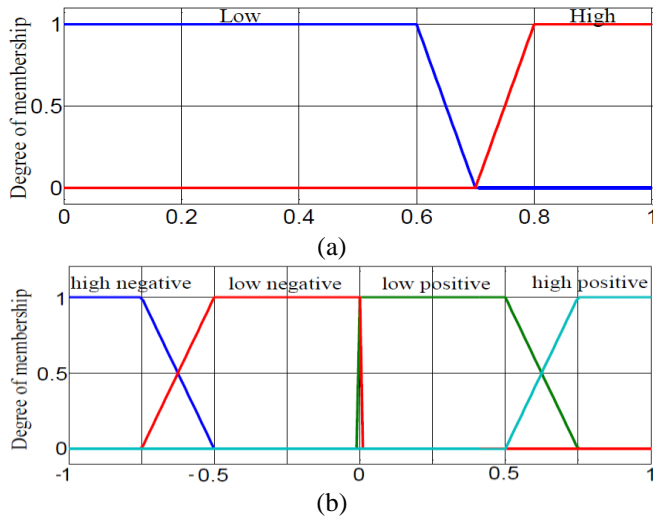 Low High
Degree of membership
1
0.5
0
0 0.2 0.4 0.6 0.8 1
(a)
high negative low negative low positive high positive
Degree of membership
1
0.5
0
-1 -0.5 0 0.5 1
(b)